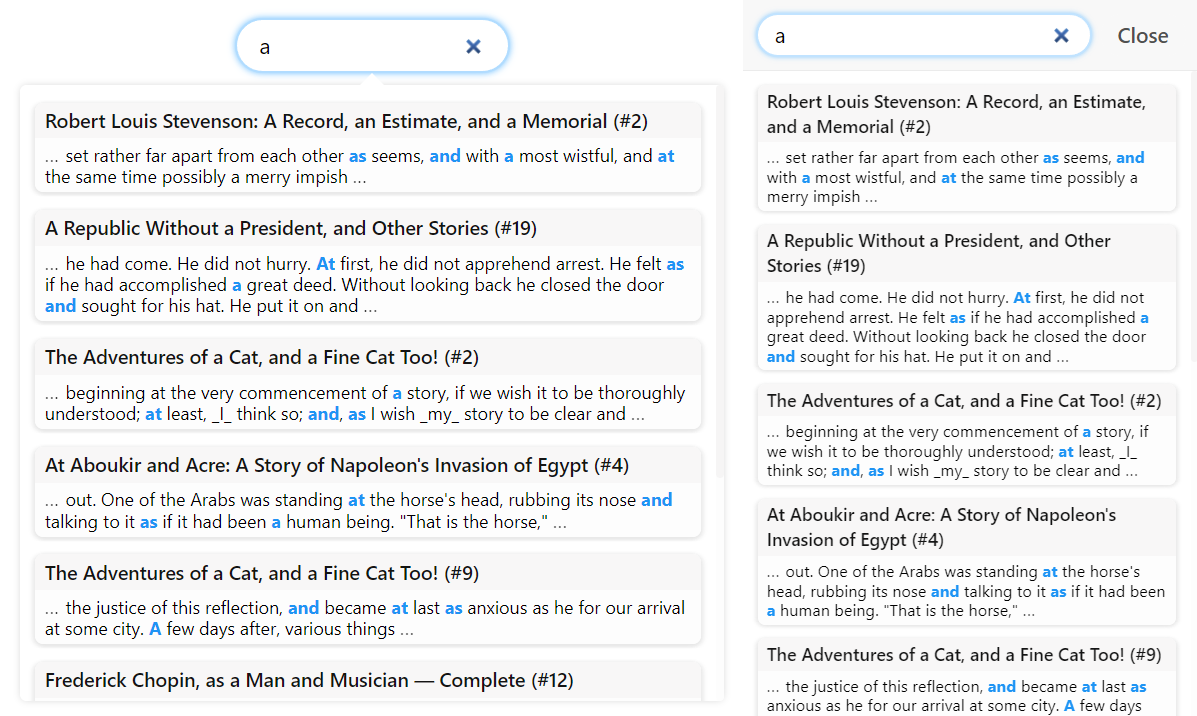 a
Robert Louis Stevenson: A Record, an Estimate, and a Memorial (#2)
... set rather far apart from each other as seems, and with a most wistful, and at
the same time possibly a merry impish ...
A Republic Without a President, and Other Stories (#19)
... he had come. He did not hurry. At first, he did not apprehend arrest. He felt as
if he had accomplished a great deed. Without looking back he closed the door
and sought for his hat. He put it on and ...
The Adventures of a Cat, and a Fine Cat Too! (#2)
... beginning at the very commencement of a story, if we wish it to be thoroughly
understood; at least, _I_ think so; and, as I wish _my_ story to be clear and ...
At Aboukir and Acre: A Story of Napoleon's Invasion of Egypt (#4)
... out. One of the Arabs was standing at the horse's head, rubbing its nose and
talking to it as if it had been a human being. "That is the horse," ...
The Adventures of a Cat, and a Fine Cat Too! (#9)
... the justice of this reflection, and became at last as anxious as he for our arrival
at some city. A few days after, various things ...
Frederick Chopin, as a Man and Musician — Complete (#12)
a
Close
Robert Louis Stevenson: A Record, an Estimate,
and a Memorial (#2)
... set rather far apart from each other as seems, and
with a most wistful, and at the same time possibly a
merry impish ...
A Republic Without a President, and Other
Stories (#19)
... he had come. He did not hurry. At first, he did not
apprehend arrest. He felt as if he had accomplished a
great deed. Without looking back he closed the door
and sought for his hat. He put it on and ...
The Adventures of a Cat, and a Fine Cat Too! (#2)
... beginning at the very commencement of a story, if
we wish it to be thoroughly understood; at least, _I_
think so; and, as I wish _my_ story to be clear and ...
At Aboukir and Acre: A Story of Napoleon's
Invasion of Egypt (#4)
... out. One of the Arabs was standing at the horse's
head, rubbing its nose and talking to it as if it had been
a human being. "That is the horse," ...
The Adventures of a Cat, and a Fine Cat Too! (#9)
... the justice of this reflection, and became at last as
anxious as he for our arrival at some city. A few days